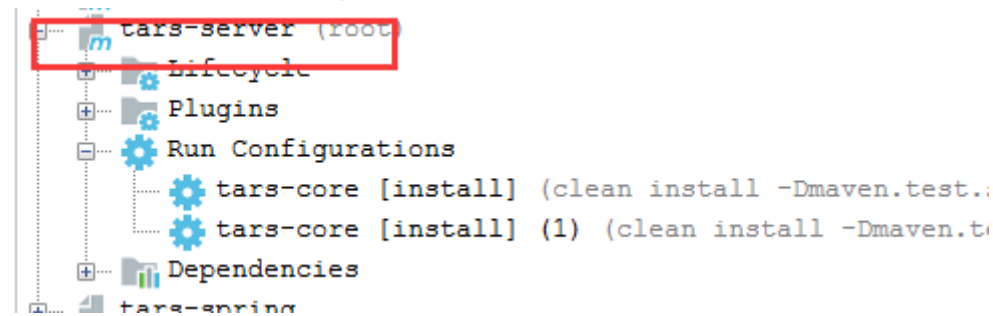 tars-server (root)
Lifecycle
Plugins
Run Configurations
tars-core [install] (clean install -Dmaven.test.
tars-core [install] (1) (clean install -Dmaven.te
Dependencies
tars-spring